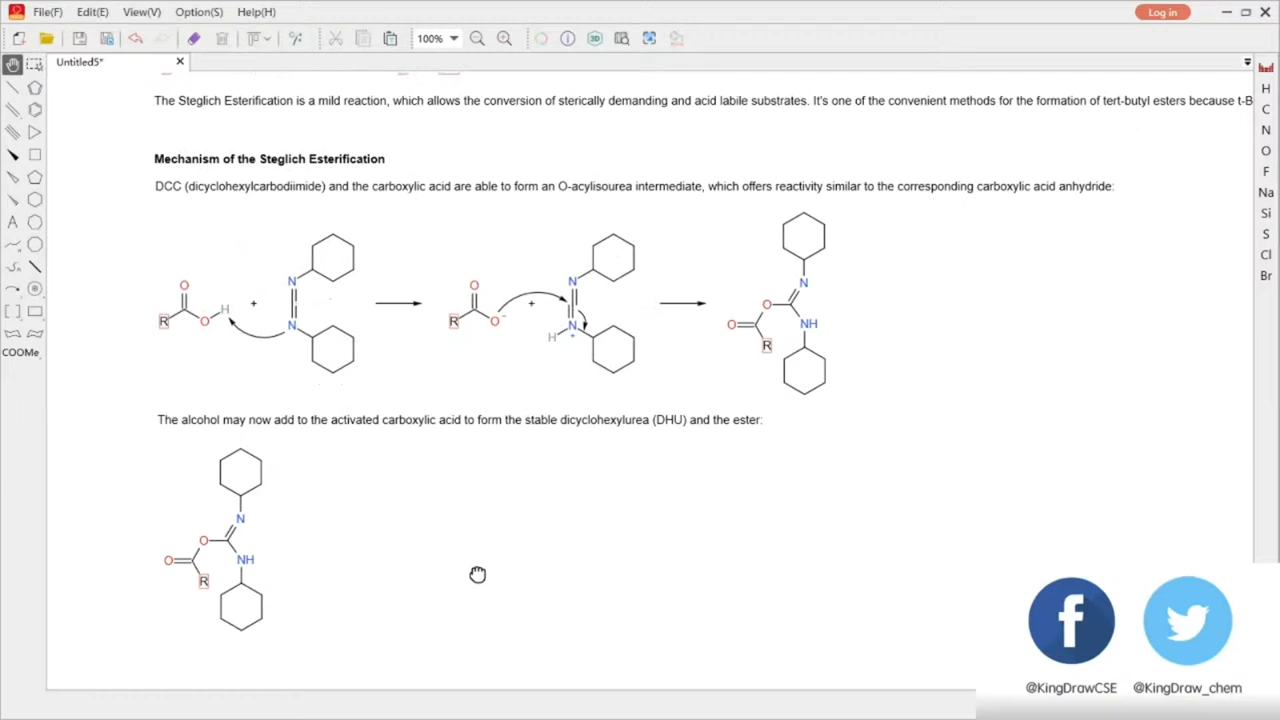 File(F) Edit(E) View(V) Option(S) Help(H) Log in
100% 3D
Untitled5*
The Steglich Esterification is a mild reaction, which allows the conversion of sterically demanding and acid labile substrates. It's one of the convenient methods for the formation of tert-butyl esters because t-B
Mechanism of the Steglich Esterification
DCC (dicyclohexylcarbodiimide) and the carboxylic acid are able to form an O-acylisourea intermediate, which offers reactivity similar to the corresponding carboxylic acid anhydride:
O R O H + N N
O R O - + N H N +
N O O NH R
The alcohol may now add to the activated carboxylic acid to form the stable dicyclohexylurea (DHU) and the ester:
N O O NH R
A
COOMe
H
C
N
O
F
Na
Si
S
Cl
Br
@KingDrawCSE @KingDraw_chem